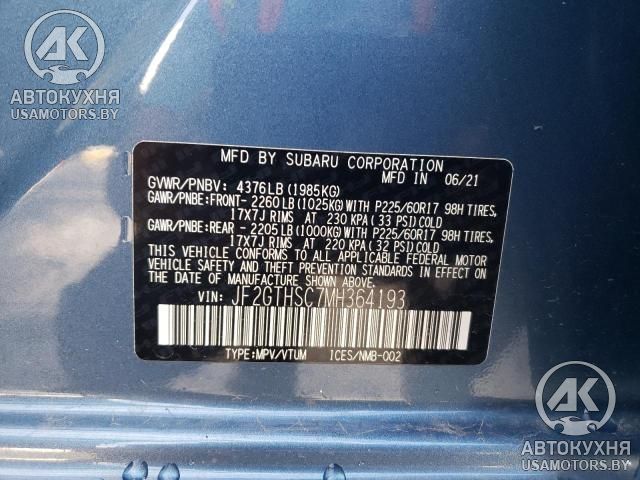 AK
АВТОКУХНЯ
USAMOTORS.BY
MFD BY SUBARU CORPORATION
GVWR/PNBV: 4376LB(1985KG) 06/21
GAWR/PNBE:FRONT- 2260LB(1025KG)WITH P225/60R17 98H TIRES,
17X7J RIMS AT 230 KPA(33 PSI)COLD
GAWR/PNBE:REAR - 2205LB(1000KG)WITH P225/60R17 98H TIRES,
17X7J RIMS AT 220 KPA(32 PSI)COLD
THIS VEHICLE CONFORMS TO ALL APPLICABLE FEDERAL MOTOR
VEHICLE SAFETY, BUMPER, AND THEFT PREVENTION STANDARDS
IN EFFECT ON THE DATE OF MANUFACTURE SHOWN ABOVE.
VIN: JF2GTHSC7MH364193
TYPE:MPV/VTUM ICES/NMB-002
AK
АВТОКУХНЯ
USAMOTORS.BY